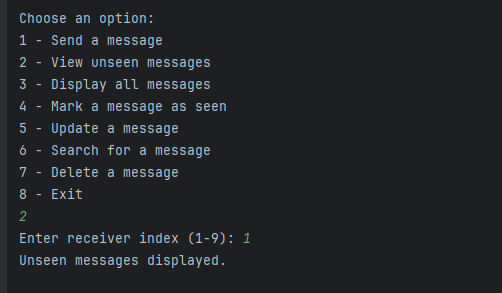 Choose an option:
1 - Send a message
2 - View unseen messages
3 - Display all messages
4 - Mark a message as seen
5 - Update a message
6 - Search for a message
7 - Delete a message
8 - Exit
2
Enter receiver index (1-9): 1
Unseen messages displayed.